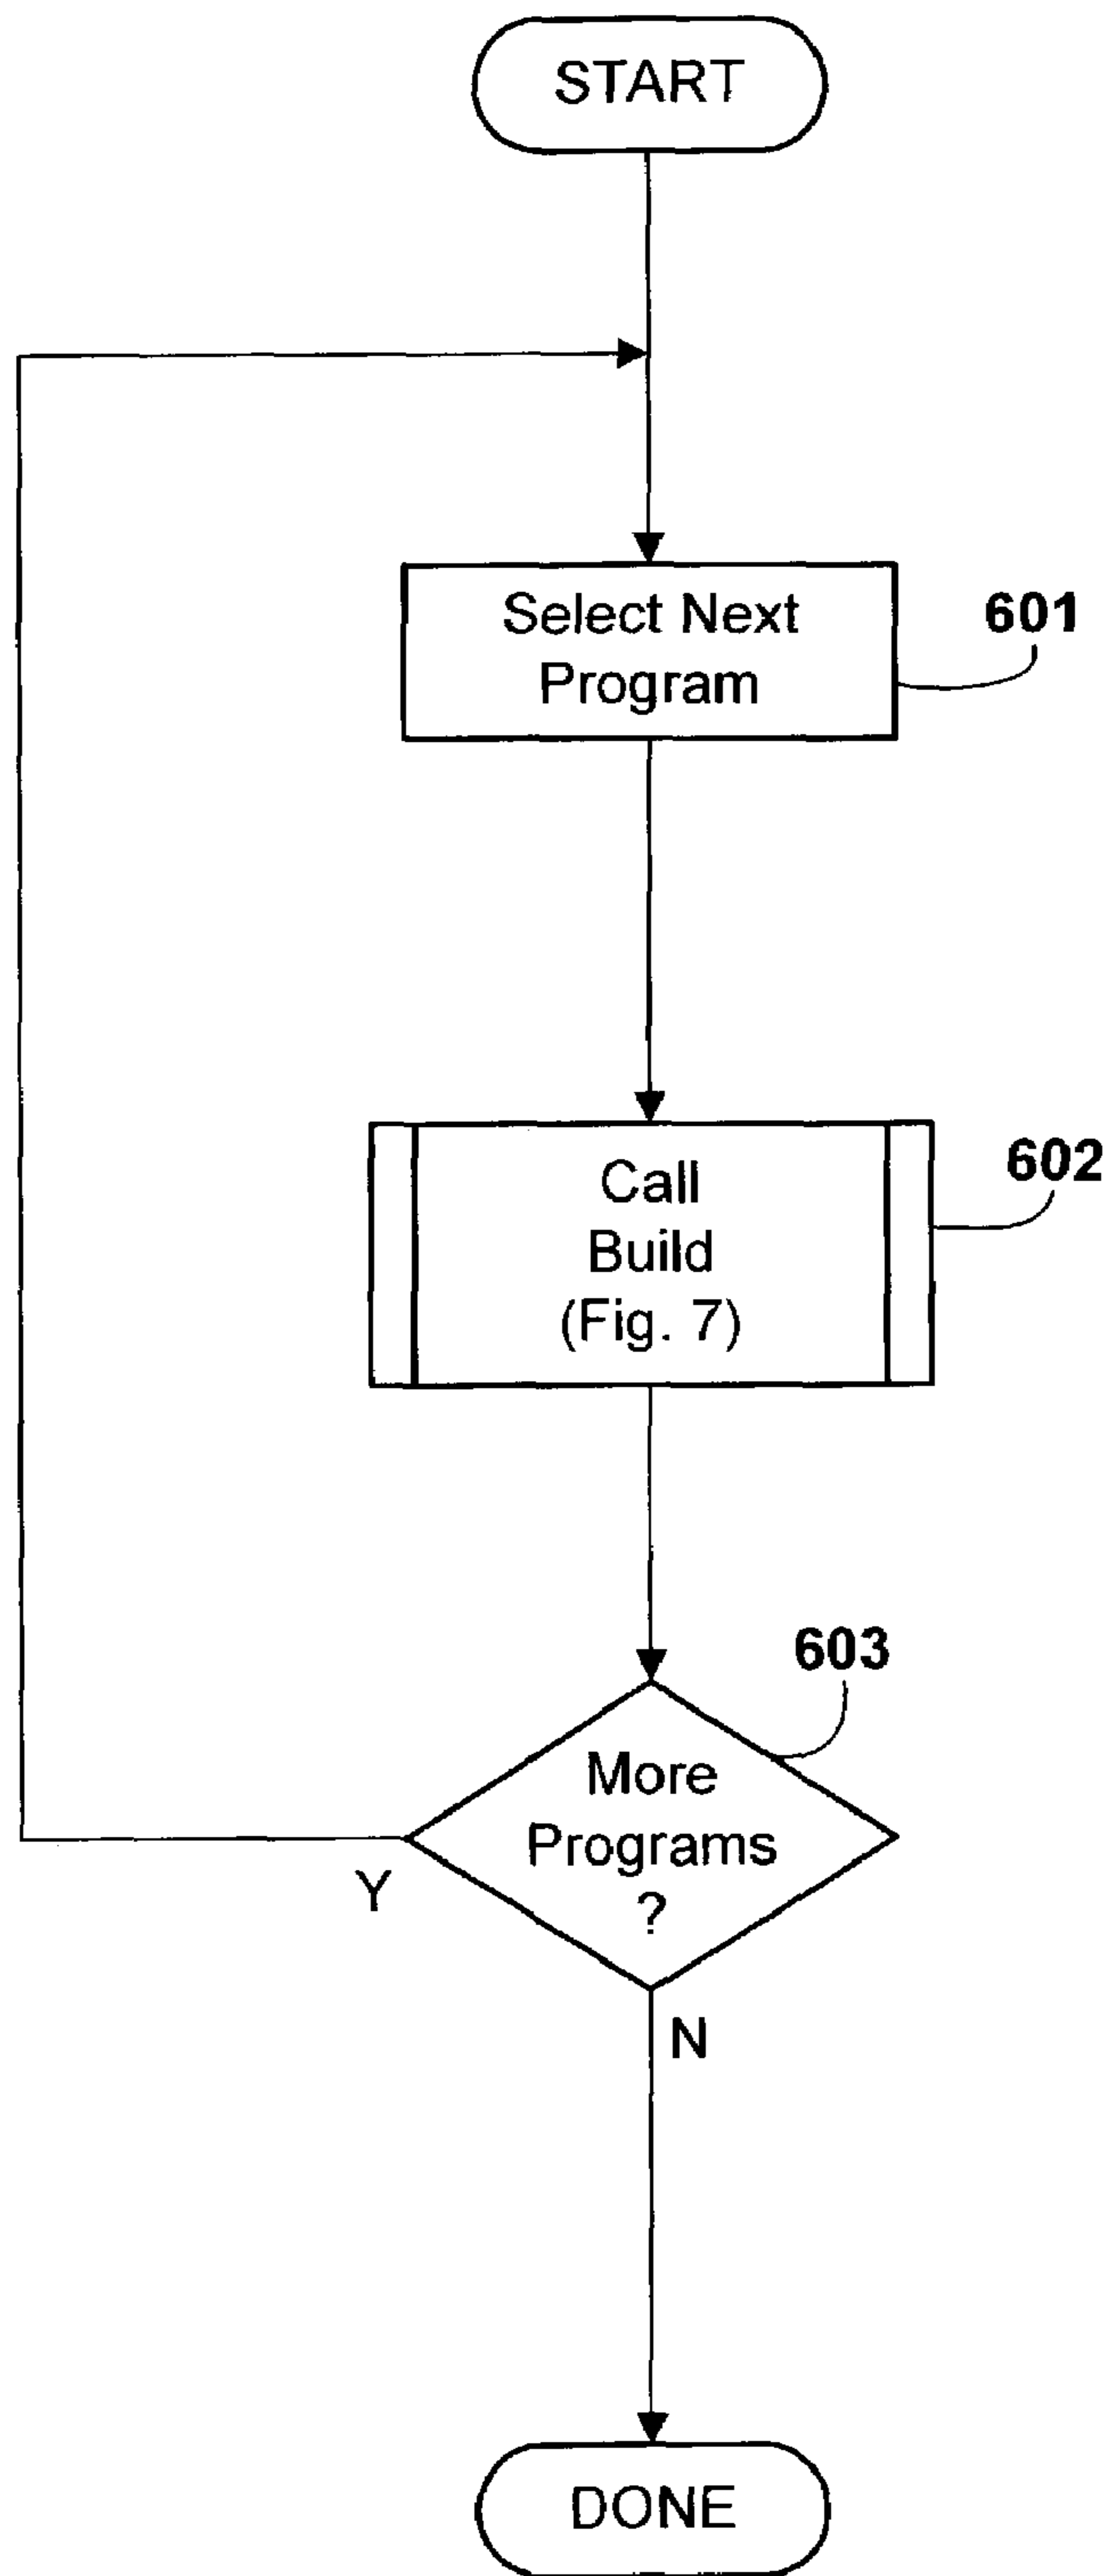 START
Select Next
Program
601
Call
Build
(Fig. 7)
602
603
More
Programs
?
Y
N
DONE